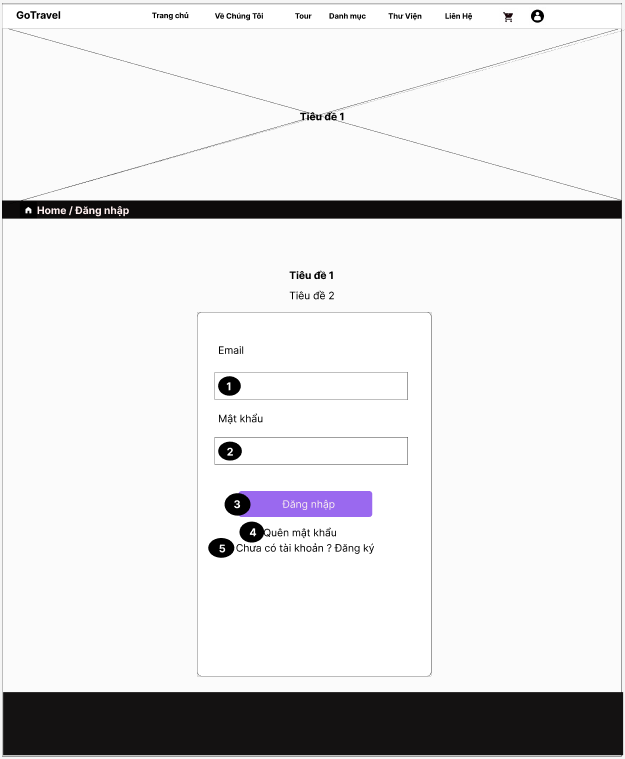 GoTravel Trang chủ Về Chúng Tôi Tour Danh mục Thư Viện Liên Hệ
Tiêu đề 1
Home / Đăng nhập
Tiêu đề 1
Tiêu đề 2
Email
1
Mật khẩu
2
3 Đăng nhập
4 Quên mật khẩu
5 Chưa có tài khoản ? Đăng ký